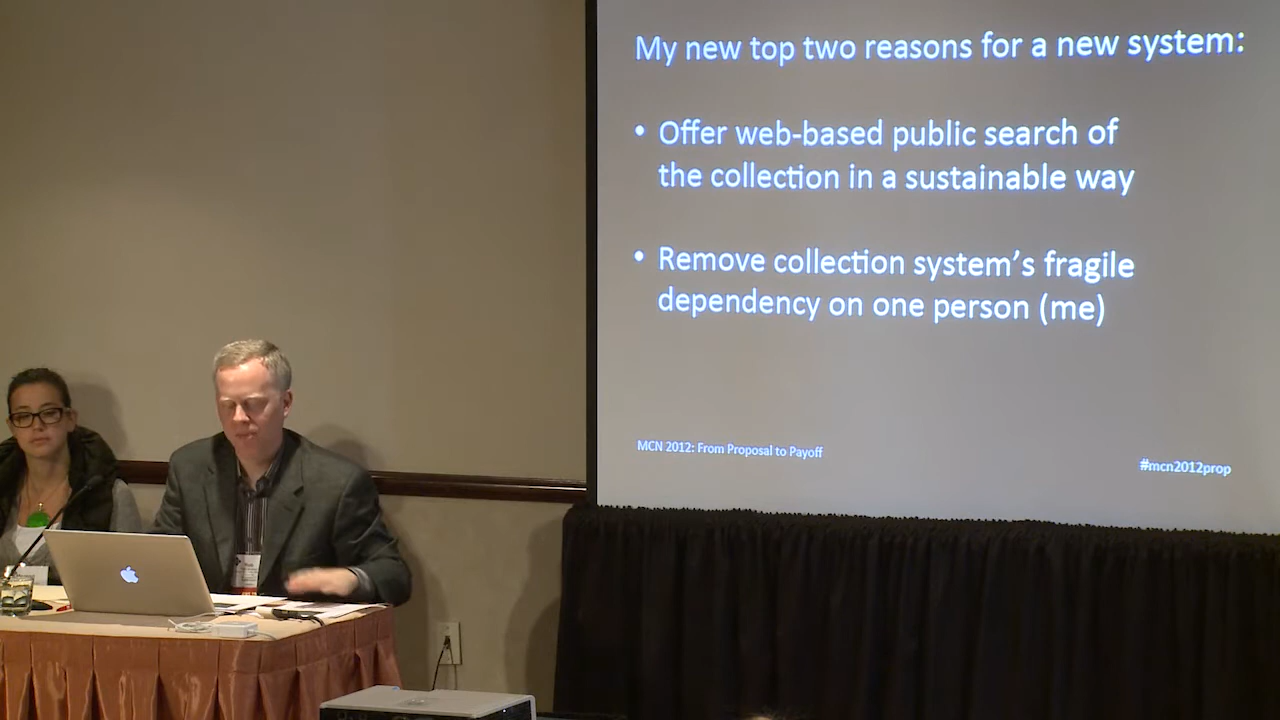 My new top two reasons for a new system:
• Offer web-based public search of
the collection in a sustainable way
• Remove collection system's fragile
dependency on one person (me)
MCN 2012: From Proposal to Payoff
#mcn2012prop